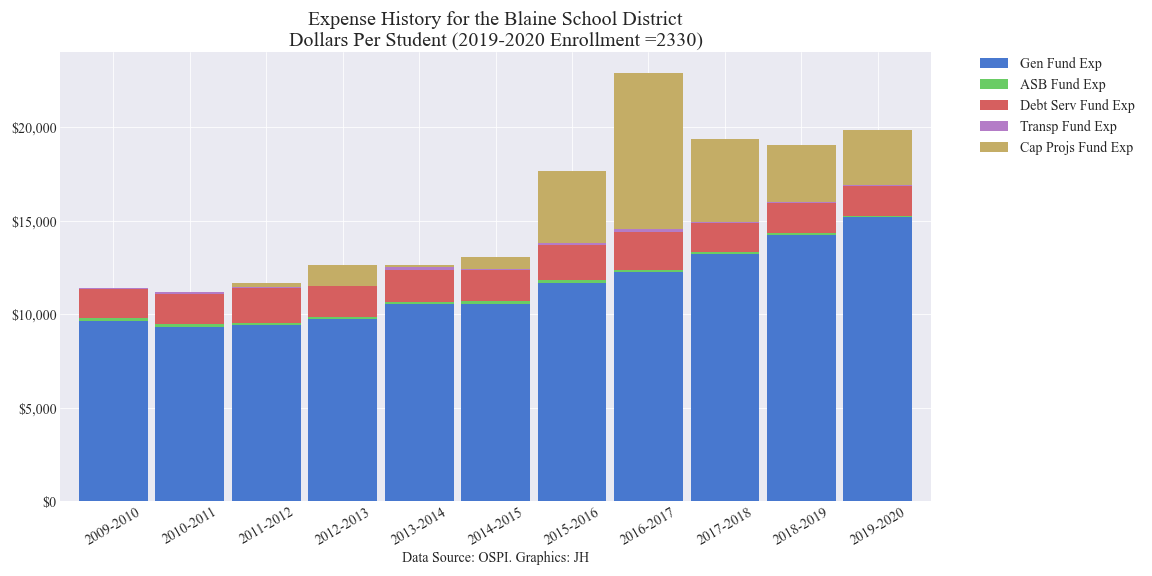 Expense History for the Blaine School District
Dollars Per Student (2019-2020 Enrollment =2330)
Gen Fund Exp
ASB Fund Exp
Debt Serv Fund Exp
Transp Fund Exp
Cap Projs Fund Exp
$20,000
$15,000
$10,000
$5,000
$0
2009-2010
2010-2011
2011-2012
2012-2013
2013-2014
2014-2015
2015-2016
2016-2017
2017-2018
2018-2019
2019-2020
Data Source: OSPI. Graphics: JH